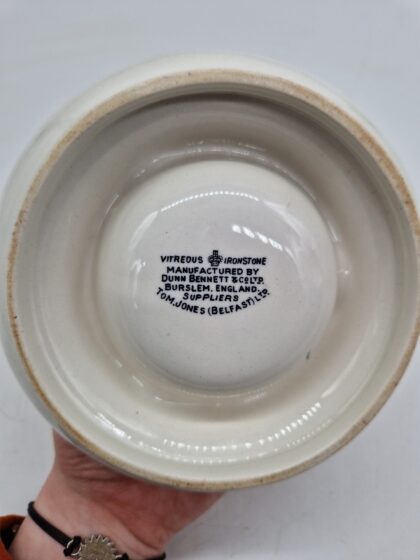 VITREOUS IRONSTONE
MANUFACTURED BY
DUNN BENNETT & CO LTD.
BURSLEM. ENGLAND.
SUPPLIERS
TOM. JONES (BELFAST) LTD.